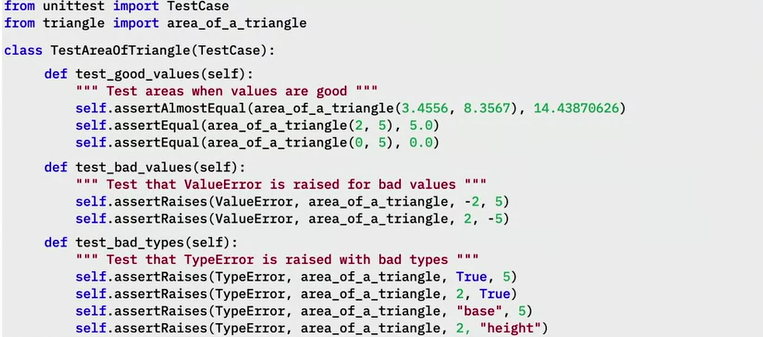 from unittest import TestCase
from triangle import area_of_a_triangle
class TestAreaOfTriangle(TestCase):
def test_good_values(self):
""" Test areas when values are good """
self.assertAlmostEqual(area_of_a_triangle(3.4556, 8.3567), 14.43870626)
self.assertEqual(area_of_a_triangle(2, 5), 5.0)
self.assertEqual(area_of_a_triangle(0, 5), 0.0)
def test_bad_values(self):
""" Test that ValueError is raised for bad values """
self.assertRaises(ValueError, area_of_a_triangle, -2, 5)
self.assertRaises(ValueError, area_of_a_triangle, 2, -5)
def test_bad_types(self):
""" Test that TypeError is raised with bad types """
self.assertRaises(TypeError, area_of_a_triangle, True, 5)
self.assertRaises(TypeError, area_of_a_triangle, 2, True)
self.assertRaises(TypeError, area_of_a_triangle, "base", 5)
self.assertRaises(TypeError, area_of_a_triangle, 2, "height")